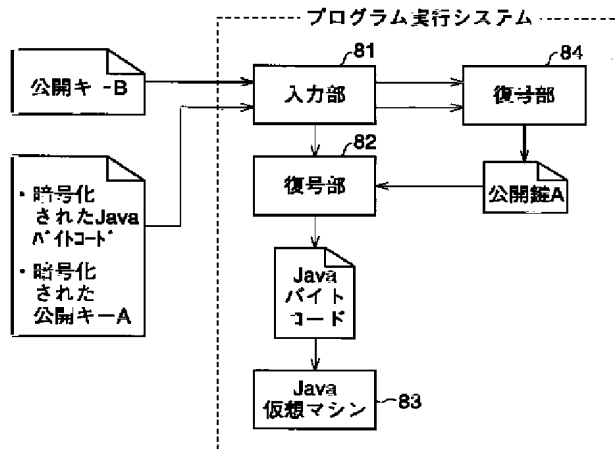 プログラム実行システム
81
84
公開キーB
入力部
復号部
82
復号部
公開鍵A
・暗号化
されたJava
バイトコード
・暗号化
された
公開キーA
Java
バイト
コード
Java
仮想マシン
83